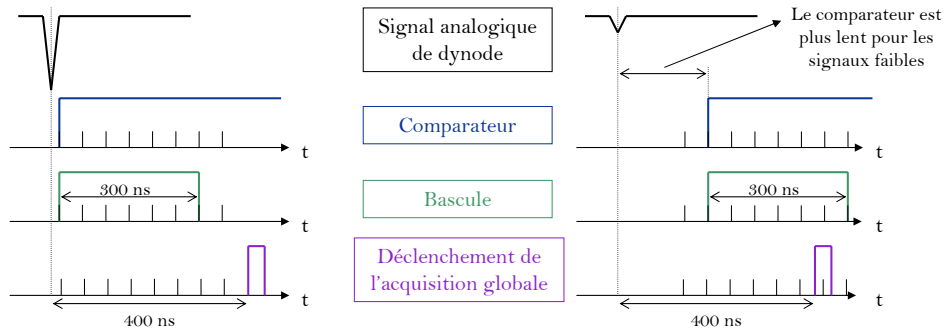 Signal analogique
de dynode
Le comparateur est
plus lent pour les
signaux faibles
Comparateur
t
t
300 ns
Bascule
300 ns
t
t
Déclenchement de
l'acquisition globale
t
t
400 ns
400 ns